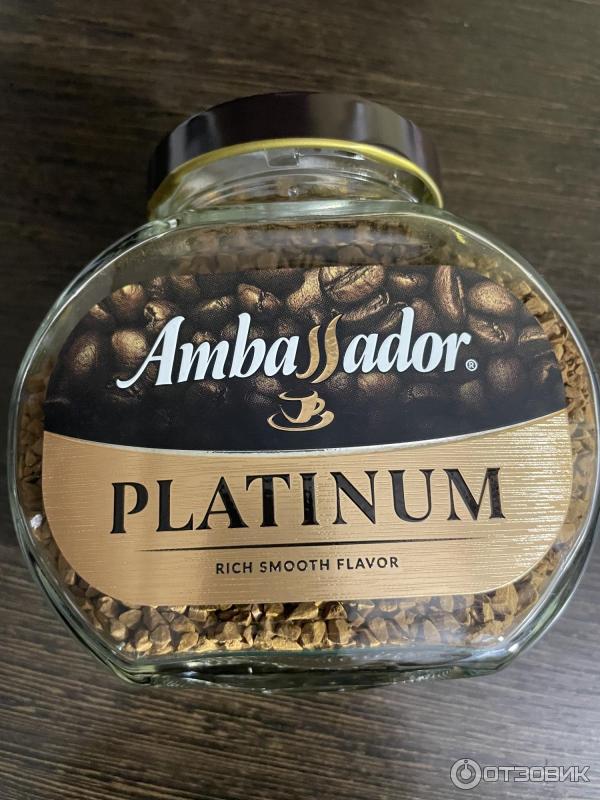 Ambassador®
PLATINUM
RICH SMOOTH FLAVOR
ОТЗОВИК